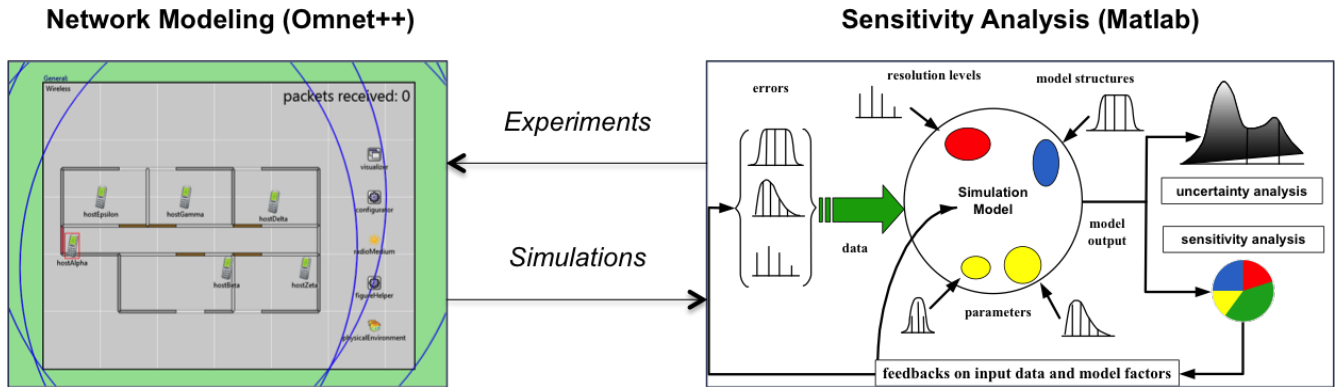 Network Modeling (Omnet++)
Sensitivity Analysis (Matlab)
General:
Wireless
packets received: 0
visualizer
hostEpsilon
hostGamma
hostDelta
configurator
hostAlpha
radioMedium
hostBeta
hostZeta
figureHelper
physicalEnvironment
Experiments
Simulations
errors
resolution levels
model structures
Simulation
Model
data
parameters
model
output
uncertainty analysis
sensitivity analysis
feedbacks on input data and model factors